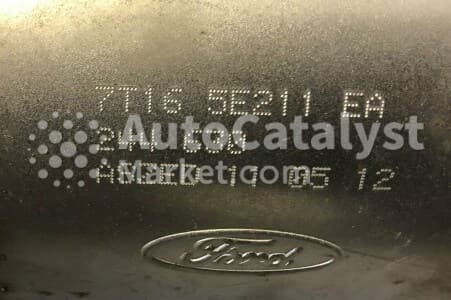 7T16 5E211 EA
AutoCatalyst
Market.com
05 12
Ford